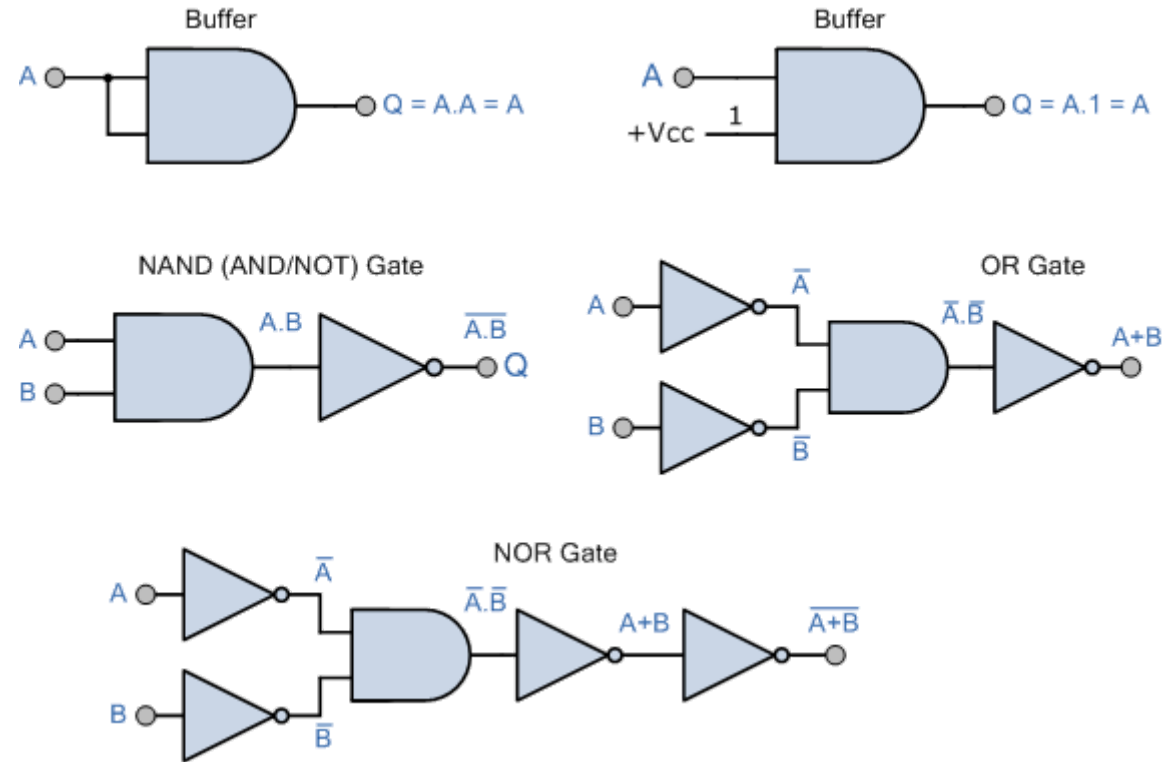 Buffer
A
Q = A.A = A
Buffer
A
+Vcc
1
Q = A.1 = A
NAND (AND/NOT) Gate
A
B
A.B
A̅.̅B̅
Q
OR Gate
A
B
A̅
B̅
A̅.B̅
A+B
NOR Gate
A
B
A̅
B̅
A̅.B̅
A+B
A̅+̅B̅